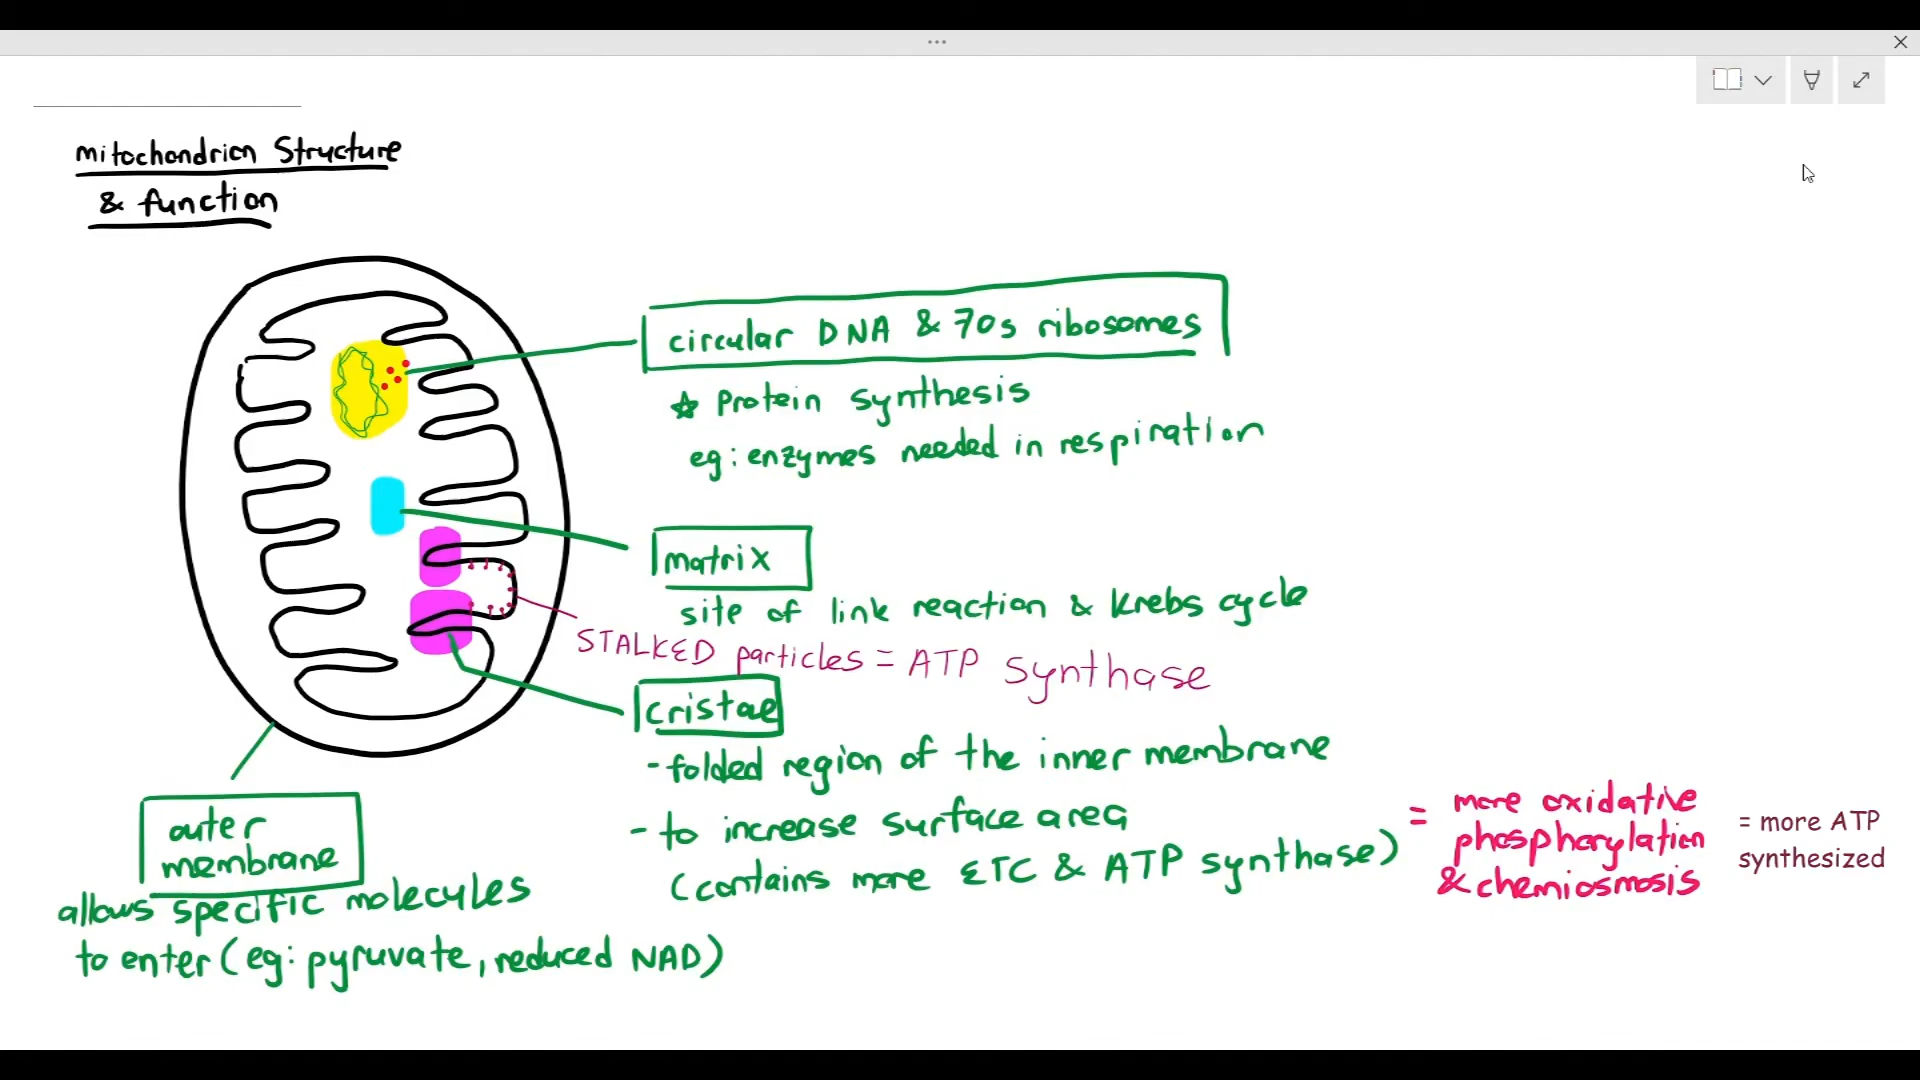 mitochondrion Structure
& function
circular DNA & 70s ribosomes
☆ Protein synthesis
eg: enzymes needed in respiration
matrix
site of link reaction & Krebs cycle
STALKED particles = ATP synthase
cristae
- folded region of the inner membrane
- to increase surface area
(contains more ETC & ATP synthase)
= more oxidative
phosphorylation
& chemiosmosis
= more ATP
synthesized
outer
membrane
allows specific molecules
to enter (eg: pyruvate, reduced NAD)